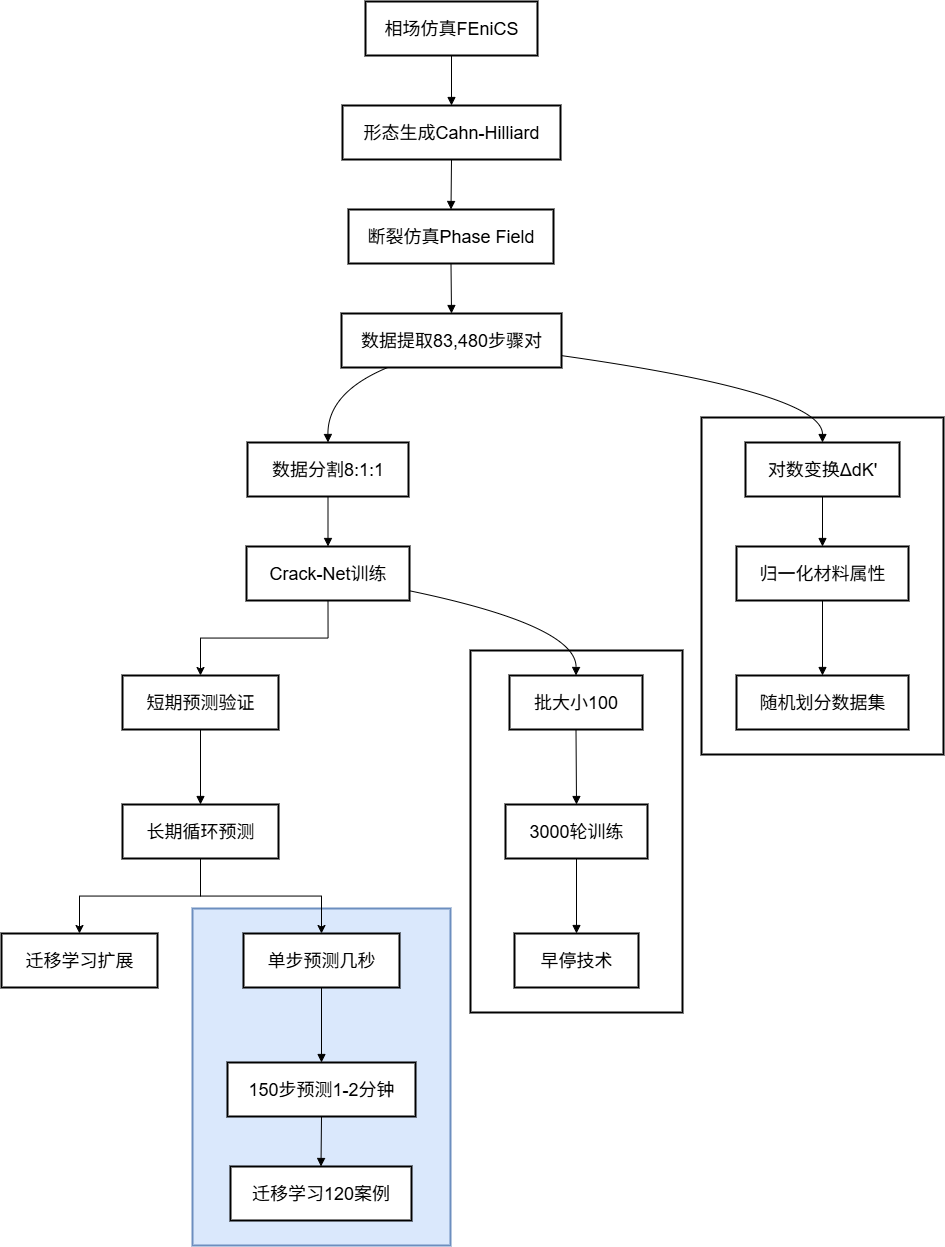 相场仿真FEniCS
形态生成Cahn-Hilliard
断裂仿真Phase Field
数据提取83,480步骤对
数据分割8:1:1
对数变换ΔdK'
Crack-Net训练
归一化材料属性
短期预测验证
批大小100
随机划分数据集
长期循环预测
3000轮训练
迁移学习扩展
单步预测几秒
早停技术
150步预测1-2分钟
迁移学习120案例